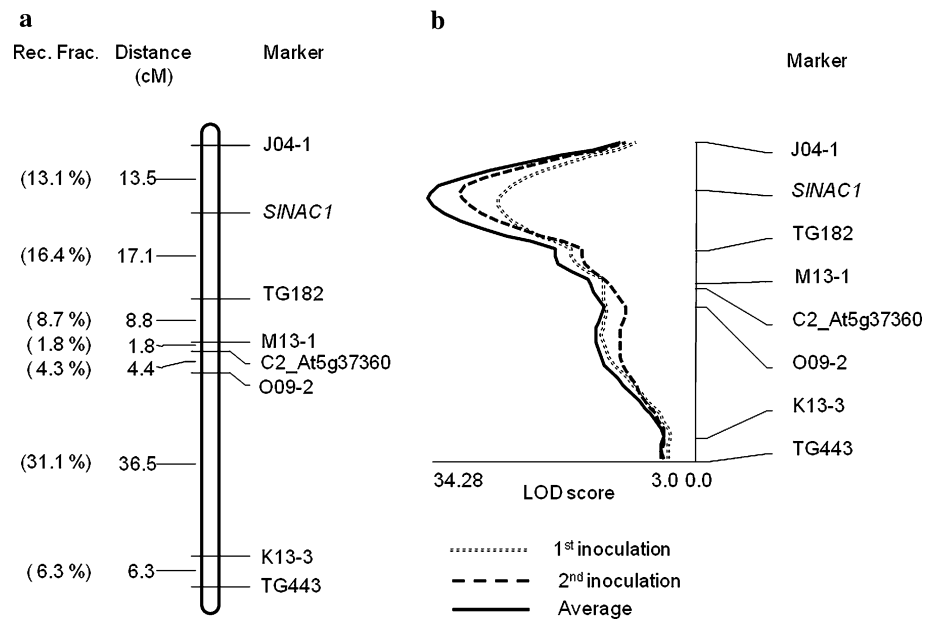 a
Rec. Frac. Distance (cM) Marker
J04-1
(13.1 %) 13.5
SlNAC1
(16.4 %) 17.1
TG182
( 8.7 %) 8.8
M13-1
( 1.8 %) 1.8
C2_At5g37360
( 4.3 %) 4.4
O09-2
(31.1 %) 36.5
K13-3
( 6.3 %) 6.3
TG443
b
Marker
J04-1
SlNAC1
TG182
M13-1
C2_At5g37360
O09-2
K13-3
TG443
34.28 3.0 0.0
LOD score
1st inoculation
2nd inoculation
Average